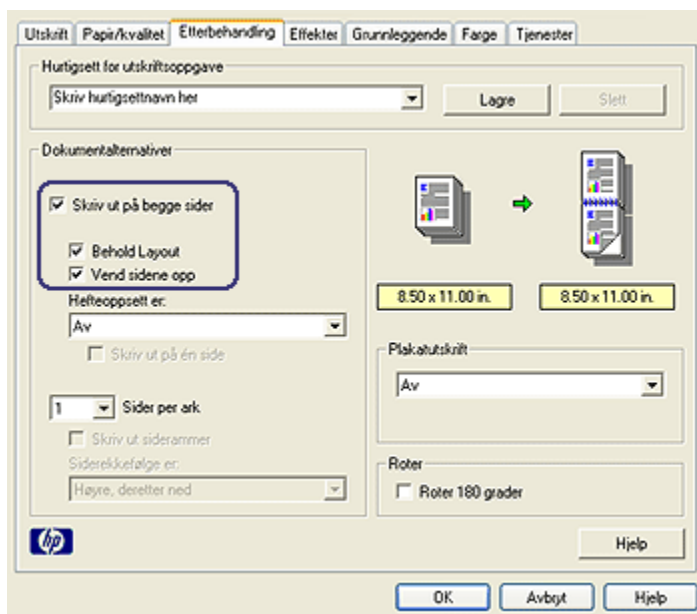 Utskrift Papir/kvalitet Etterbehandling Effekter Grunnleggende Farge Tjenester
Hurtigsett for utskriftsoppgave
Skriv hurtigsettnavn her Lagre Slett
Dokumentalternativer
Skriv ut på begge sider
Behold Layout
Vend sidene opp
Hefteoppsett er:
Av
Skriv ut på én side
1 Sider per ark
Skriv ut siderammer
Siderekkefølge er:
Høyre, deretter ned
8.50 x 11.00 in. 8.50 x 11.00 in.
Plakatutskrift
Av
Roter
Roter 180 grader
hp
Hjelp
OK Avbryt Hjelp